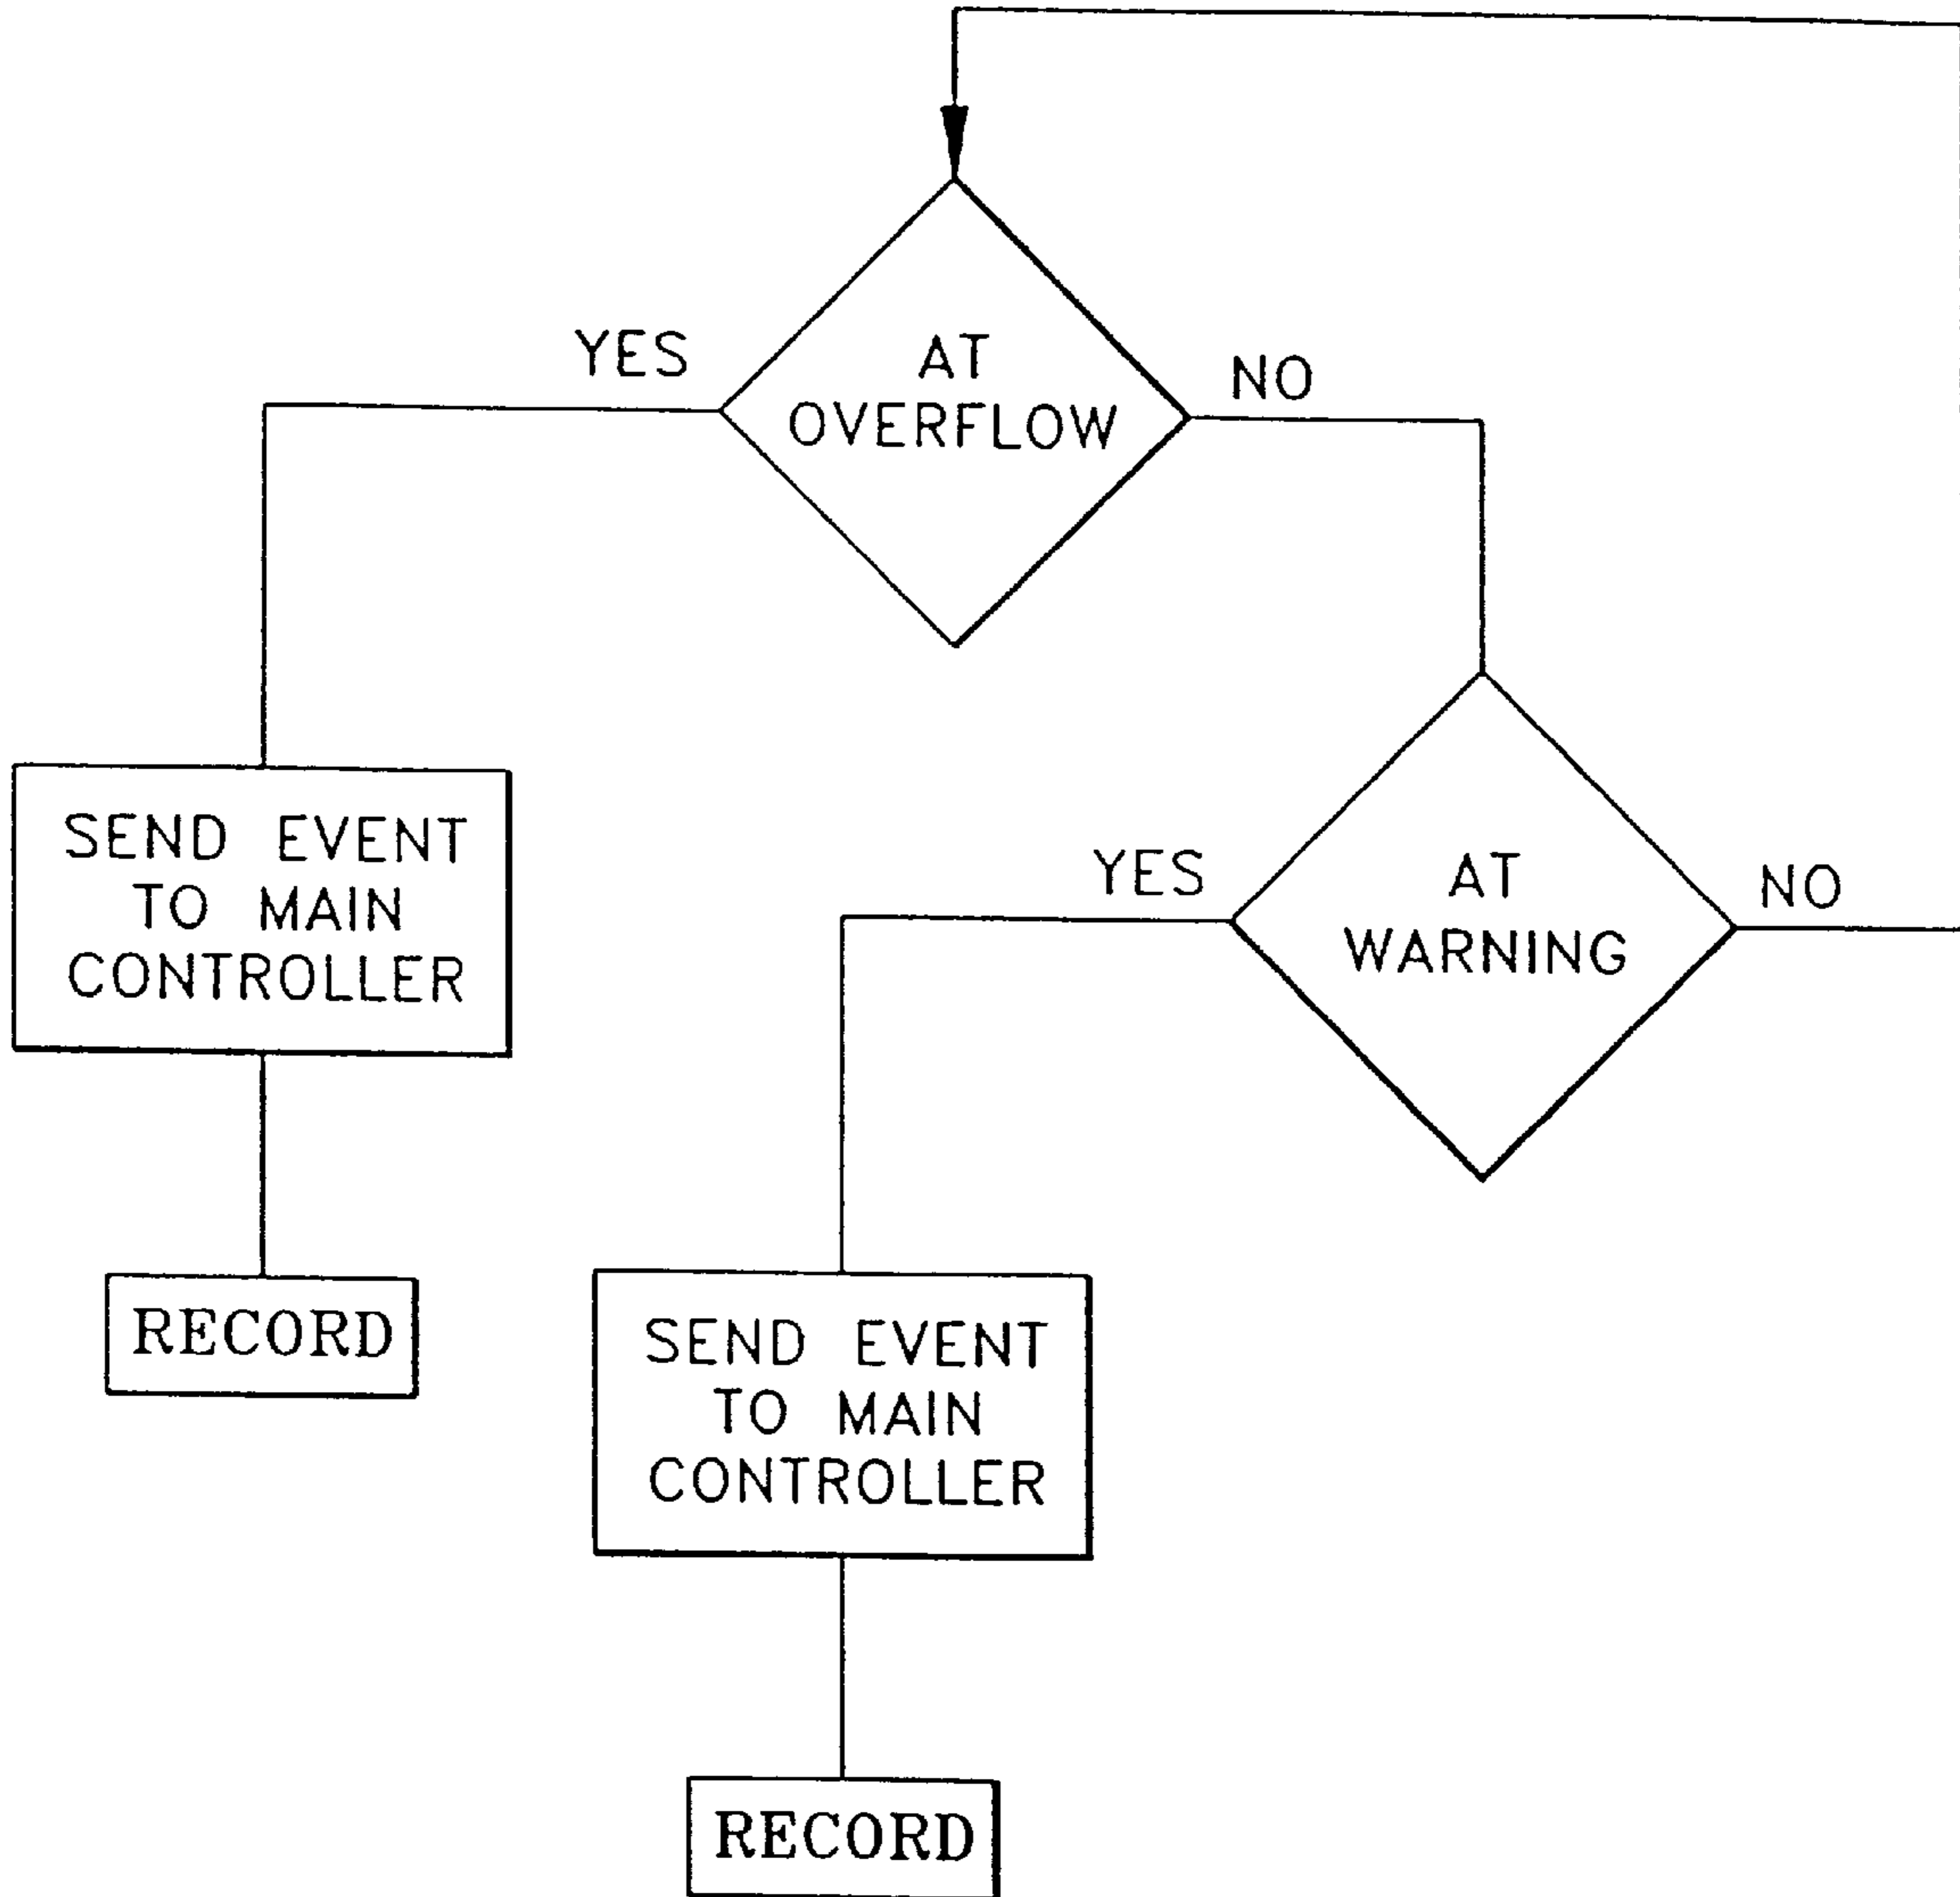 YES
AT
OVERFLOW
NO
SEND EVENT
TO MAIN
CONTROLLER
RECORD
YES
AT
WARNING
NO
SEND EVENT
TO MAIN
CONTROLLER
RECORD